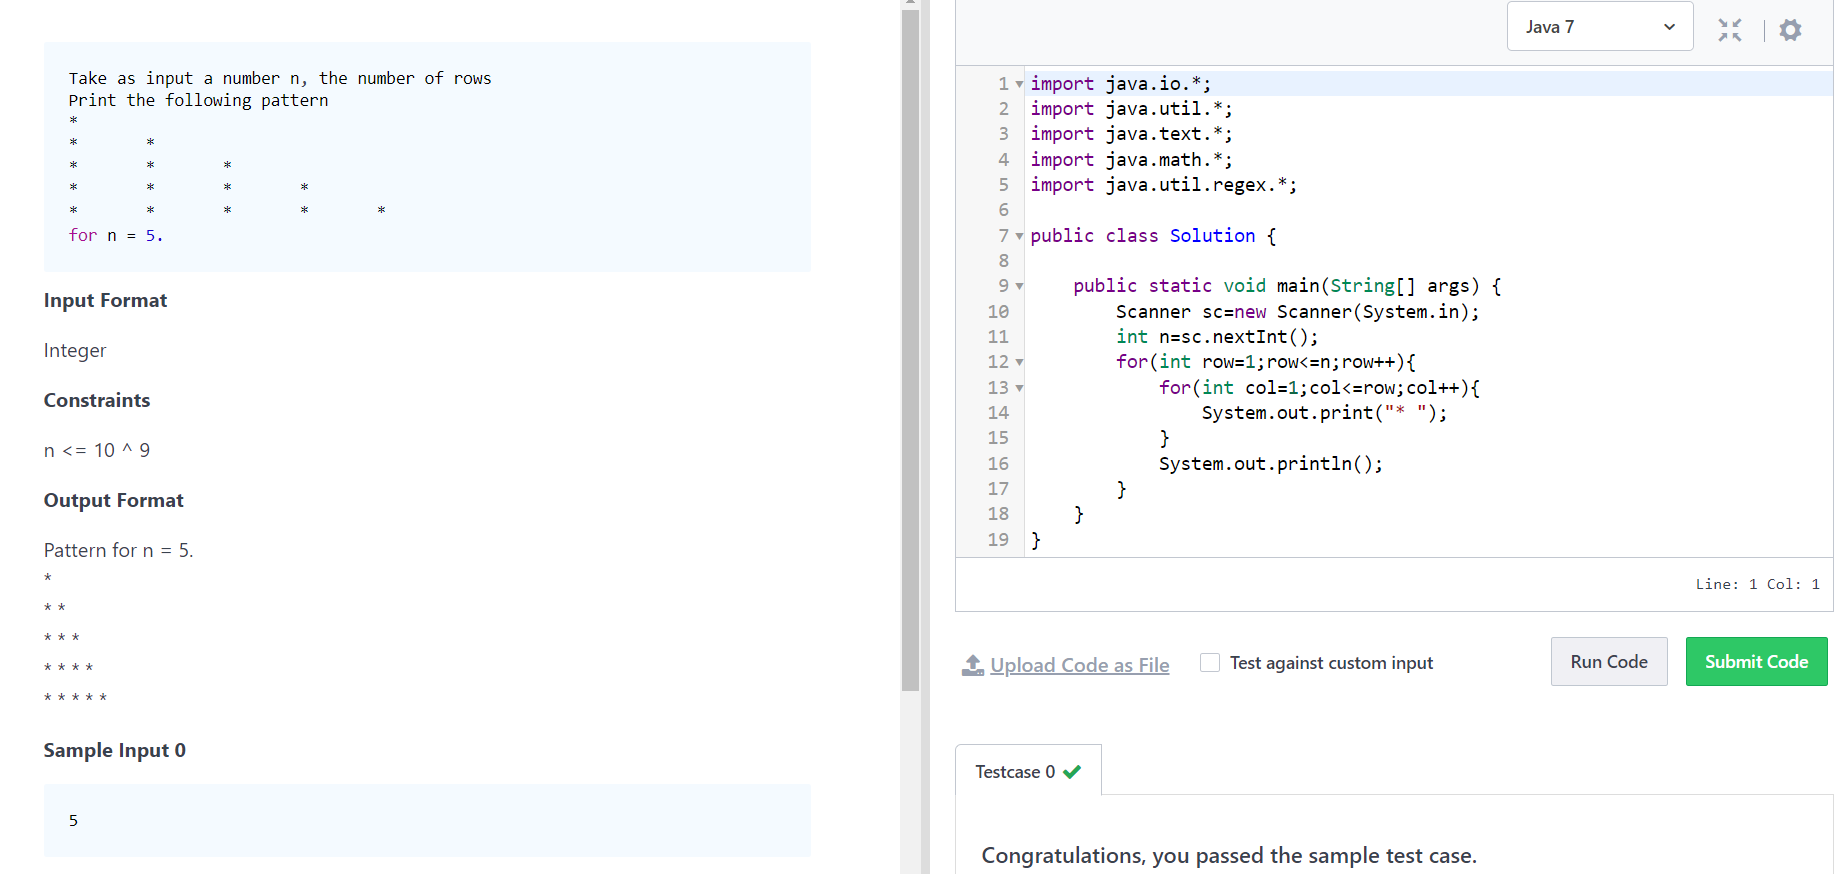 Take as input a number n, the number of rows
Print the following pattern
*
*       *
*       *       *
*       *       *       *
*       *       *       *       *
for n = 5.
Input Format
Integer
Constraints
n <= 10 ^ 9
Output Format
Pattern for n = 5.
*
* *
* * *
* * * *
* * * * *
Sample Input 0
5
Java 7
1 import java.io.*;
2 import java.util.*;
3 import java.text.*;
4 import java.math.*;
5 import java.util.regex.*;
6
7 public class Solution {
8
9     public static void main(String[] args) {
10         Scanner sc=new Scanner(System.in);
11         int n=sc.nextInt();
12         for(int row=1;row<=n;row++){
13             for(int col=1;col<=row;col++){
14                 System.out.print("* ");
15             }
16             System.out.println();
17         }
18     }
19 }
Line: 1 Col: 1
Upload Code as File
Test against custom input
Run Code
Submit Code
Testcase 0
Congratulations, you passed the sample test case.